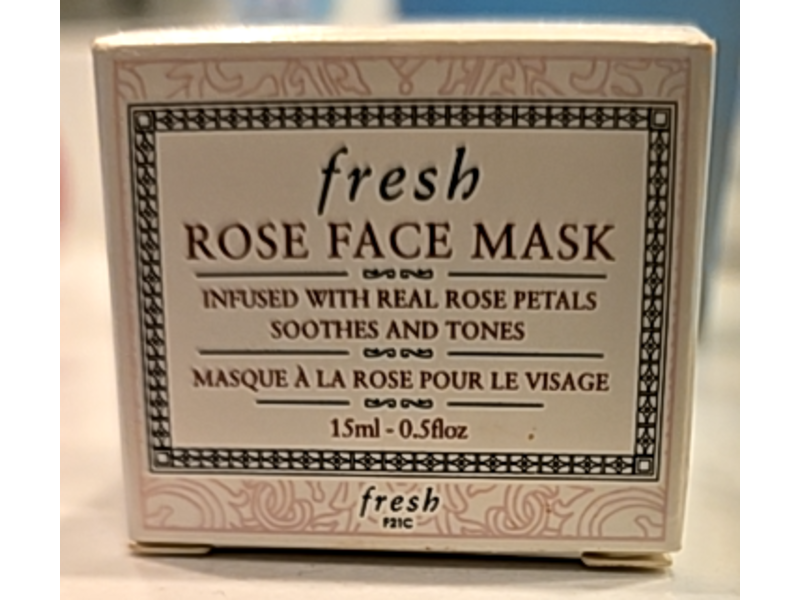 fresh
ROSE FACE MASK
INFUSED WITH REAL ROSE PETALS
SOOTHES AND TONES
MASQUE À LA ROSE POUR LE VISAGE
15ml - 0.5floz
fresh
F21C